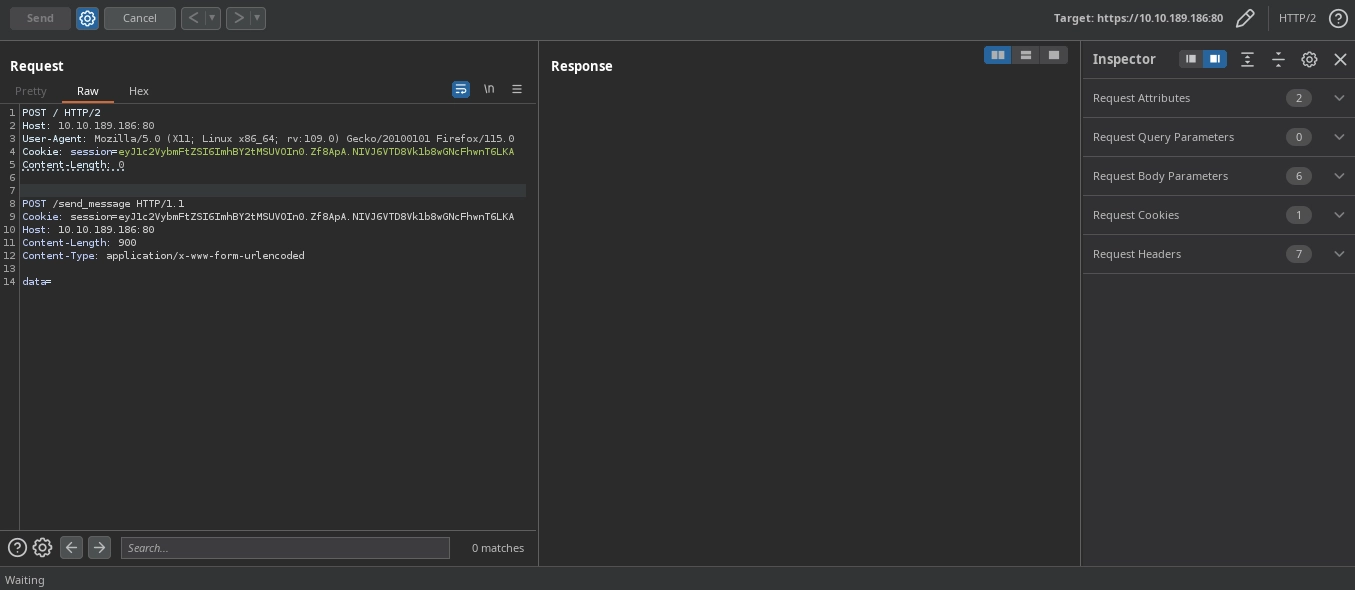 Send
Cancel
Target: https://10.10.189.186:80
HTTP/2
Request
Pretty
Raw
Hex
\n
1 POST / HTTP/2
2 Host: 10.10.189.186:80
3 User-Agent: Mozilla/5.0 (X11; Linux x86_64; rv:109.0) Gecko/20100101 Firefox/115.0
4 Cookie: session=eyJ1c2VybmFtZSI6ImhBY2tMSUVOIn0.Zf8ApA.NIVJ6VTD8Vk1b8wGNcFhwnT6LKA
5 Content-Length: 0
6
7
8 POST /send_message HTTP/1.1
9 Cookie: session=eyJ1c2VybmFtZSI6ImhBY2tMSUVOIn0.Zf8ApA.NIVJ6VTD8Vk1b8wGNcFhwnT6LKA
10 Host: 10.10.189.186:80
11 Content-Length: 900
12 Content-Type: application/x-www-form-urlencoded
13
14 data=
Search...
0 matches
Response
Inspector
Request Attributes 2
Request Query Parameters 0
Request Body Parameters 6
Request Cookies 1
Request Headers 7
Waiting